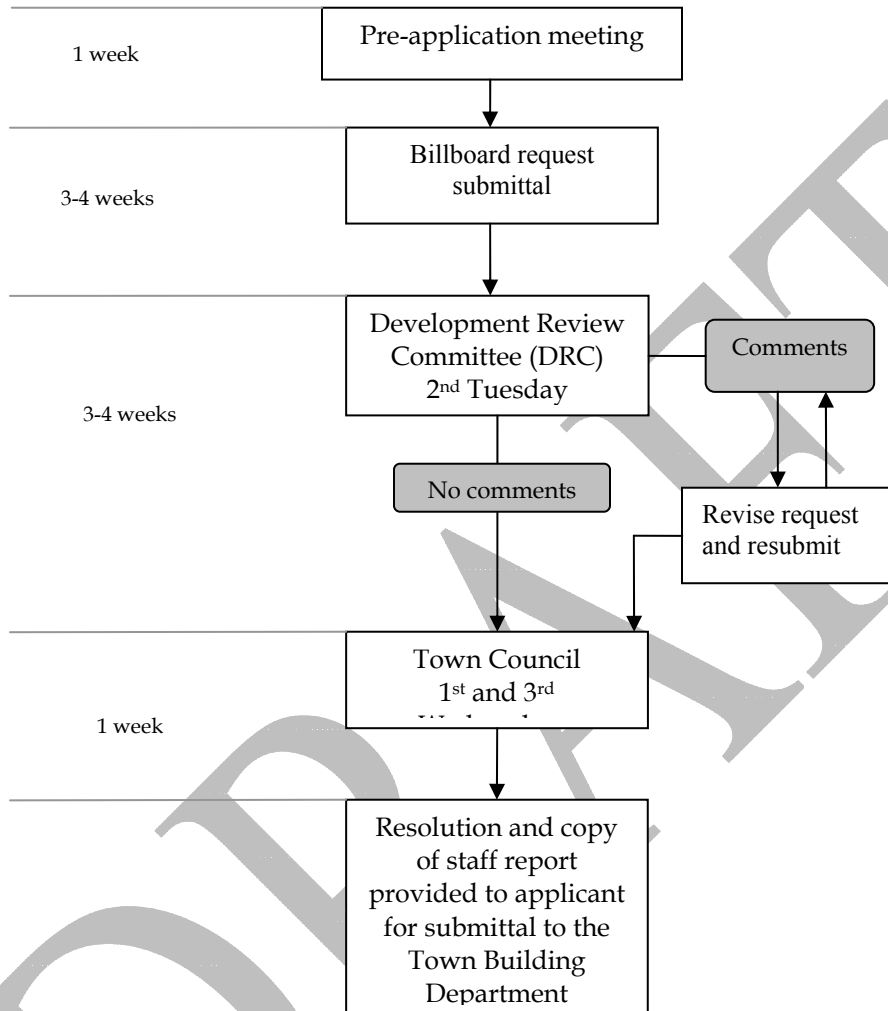 Pre-application meeting
1 week
Billboard request
submittal
3-4 weeks
Development Review
Committee (DRC)
2nd Tuesday
Comments
3-4 weeks
No comments
Revise request
and resubmit
Town Council
1st and 3rd
1 week
Resolution and copy
of staff report
provided to applicant
for submittal to the
Town Building
Department
DRAFT